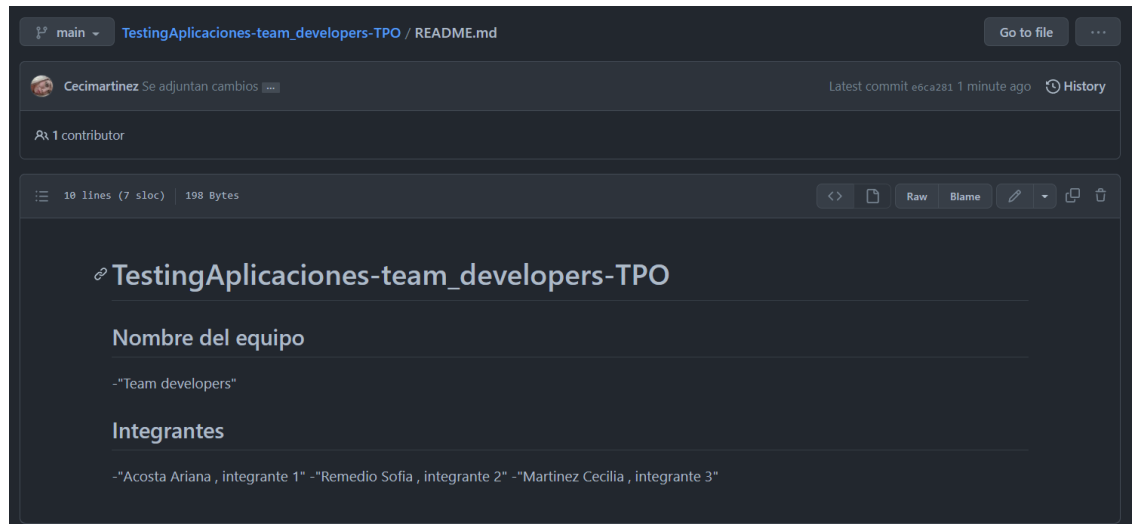 main TestingAplicaciones-team_developers-TPO / README.md Go to file ...
Cecimartinez Se adjuntan cambios ... Latest commit e6ca281 1 minute ago History
1 contributor
10 lines (7 sloc) 198 Bytes <> Raw Blame
TestingAplicaciones-team_developers-TPO
Nombre del equipo
-"Team developers"
Integrantes
-"Acosta Ariana , integrante 1" -"Remedio Sofia , integrante 2" -"Martinez Cecilia , integrante 3"